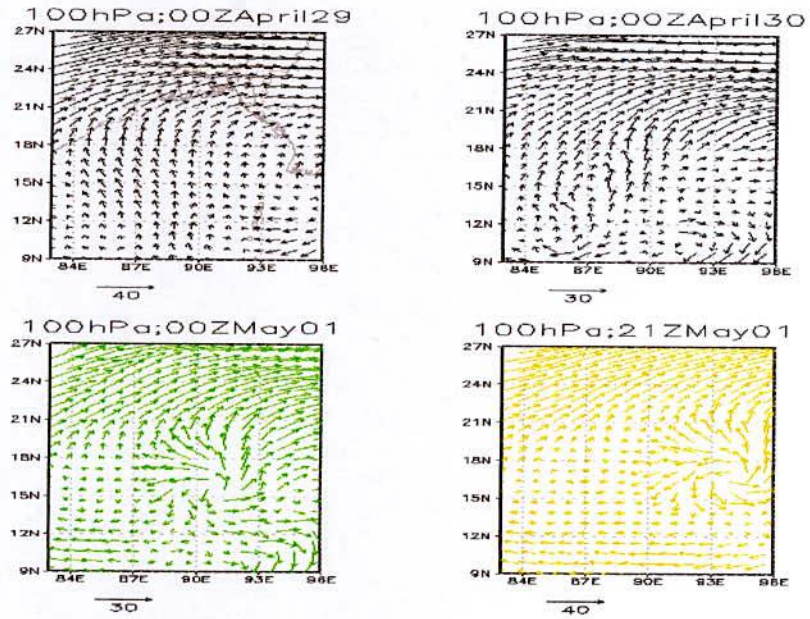 100hPa;00ZApril29
27N
24N
21N
18N
15N
12N
9N
84E 87E 90E 93E 96E
40
100hPa;00ZApril30
27N
24N
21N
18N
15N
12N
9N
84E 87E 90E 93E 96E
30
100hPa;00ZMay01
27N
24N
21N
18N
15N
12N
9N
84E 87E 90E 93E 96E
30
100hPa;21ZMay01
27N
24N
21N
18N
15N
12N
9N
84E 87E 90E 93E 96E
40